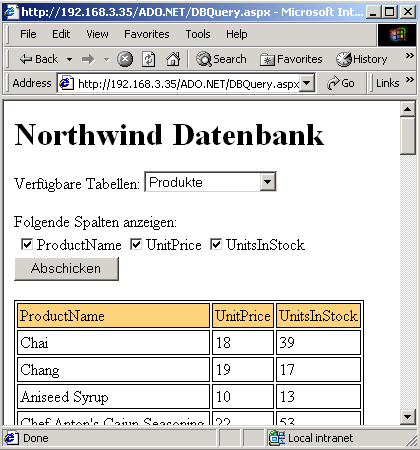 http://192.168.3.35/ADO.NET/DBQuery.aspx - Microsoft Int...
File Edit View Favorites Tools Help
Back Search Favorites History
Address http://192.168.3.35/ADO.NET/DBQuery.aspx Go Links »
Northwind Datenbank
Verfügbare Tabellen: Produkte
Folgende Spalten anzeigen:
ProductName UnitPrice UnitsInStock
Abschicken
ProductName UnitPrice UnitsInStock
Chai 18 39
Chang 19 17
Aniseed Syrup 10 13
Chef Anton's Cajun Seasoning 22 53
Done Local intranet